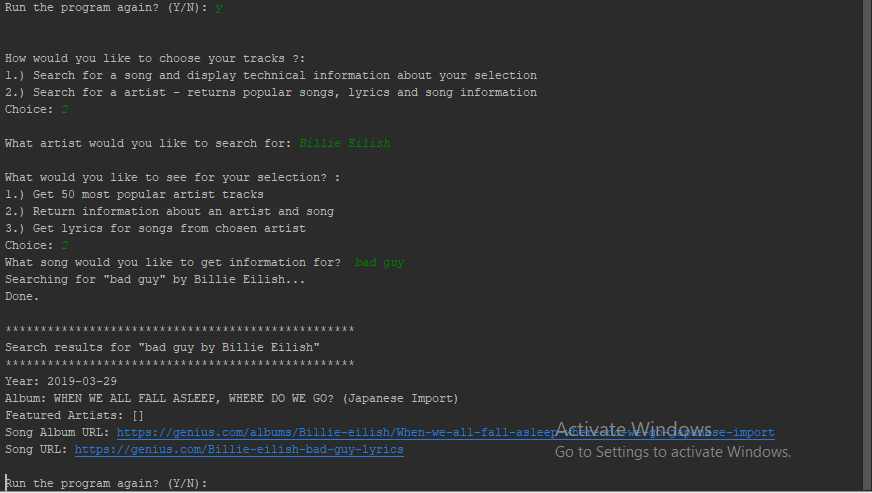 Run the program again? (Y/N): y
How would you like to choose your tracks ?:
1.) Search for a song and display technical information about your selection
2.) Search for a artist - returns popular songs, lyrics and song information
Choice: 2
What artist would you like to search for: Billie Eilish
What would you like to see for your selection? :
1.) Get 50 most popular artist tracks
2.) Return information about an artist and song
3.) Get lyrics for songs from chosen artist
Choice: 2
What song would you like to get information for?  bad guy
Searching for "bad guy" by Billie Eilish...
Done.
**************************************************
Search results for "bad guy by Billie Eilish"
**************************************************
Year: 2019-03-29
Album: WHEN WE ALL FALL ASLEEP, WHERE DO WE GO? (Japanese Import)
Featured Artists: []
Song Album URL: https://genius.com/albums/Billie-eilish/When-we-all-fall-asleep-where-do-we-go-japanese-import
Activate Windows
Song URL: https://genius.com/Billie-eilish-bad-guy-lyrics
Go to Settings to activate Windows.
Run the program again? (Y/N):